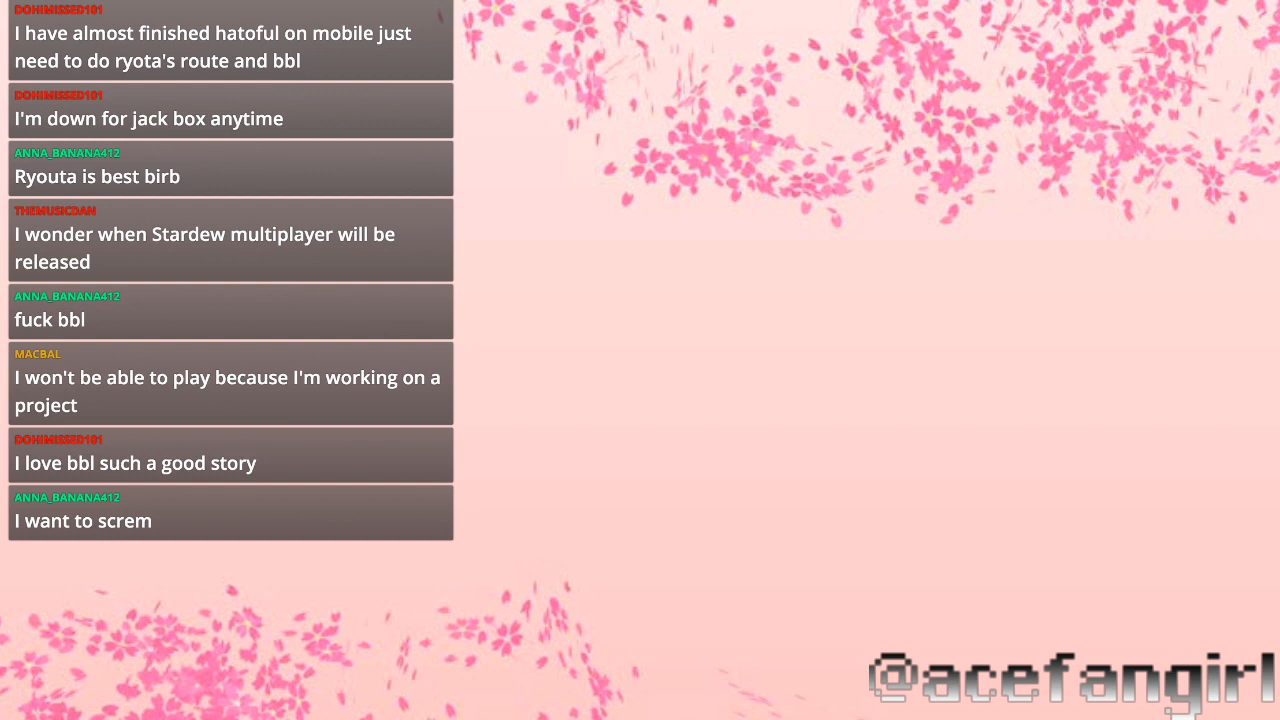 DOHIMISSED101
I have almost finished hatoful on mobile just
need to do ryota's route and bbl
DOHIMISSED101
I'm down for jack box anytime
ANNA_BANANA412
Ryouta is best birb
THEMUSICDAN
I wonder when Stardew multiplayer will be
released
ANNA_BANANA412
fuck bbl
MACBAL
I won't be able to play because I'm working on a
project
DOHIMISSED101
I love bbl such a good story
ANNA_BANANA412
I want to screm
@acefangirl